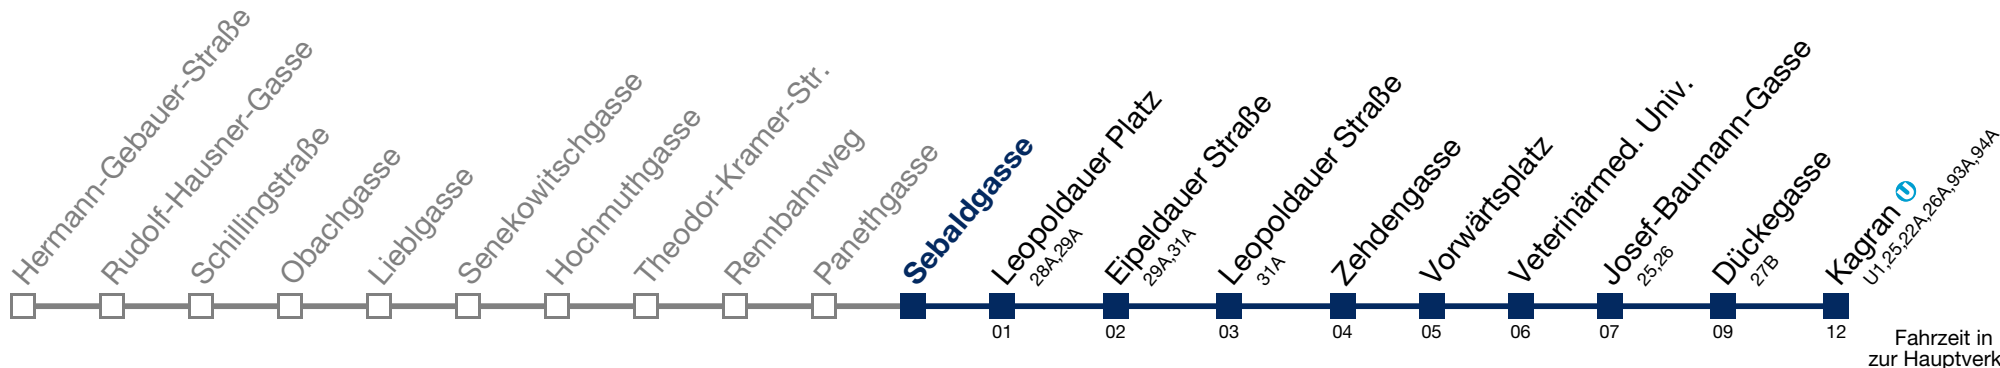 Hermann-Gebauer-Straße
Rudolf-Hausner-Gasse
Schillingstraße
Obachgasse
Lieblgasse
Senekowitschgasse
Hochmuthgasse
Theodor-Kramer-Str.
Rennbahnweg
Panethgasse
Sebaldgasse
Leopoldauer Platz
28A,29A
Eipeldauer Straße
29A,31A
Leopoldauer Straße
31A
Zehdengasse
Vorwärtsplatz
Veterinärmed. Univ.
Josef-Baumann-Gasse
25,26
Dückegasse
27B
Kagran U
U1,25,22A,26A,93A,94A
01 02 03 04 05 06 07 09 12
Fahrzeit in
zur Hauptverk